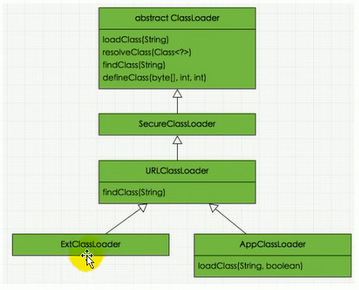 abstract ClassLoader
loadClass(String)
resolveClass(Class<?>)
findClass(String)
defineClass(byte[], int, int)
SecureClassLoader
URLClassLoader
findClass(String)
ExtClassLoader
AppClassLoader
loadClass(String, boolean)